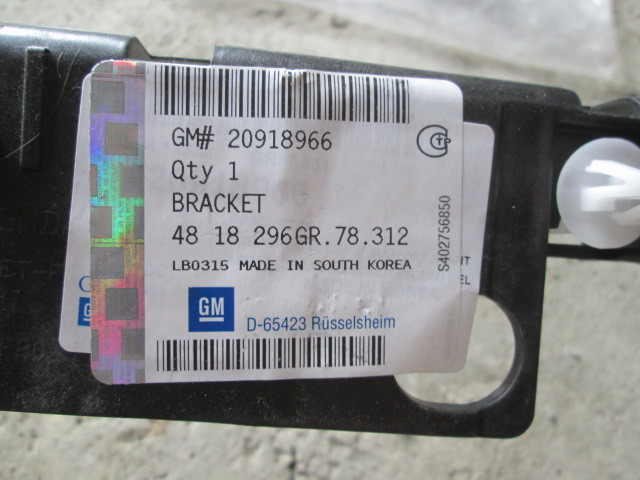 GM# 20918966
Qty 1
BRACKET
48 18 296GR.78.312
LB0315 MADE IN SOUTH KOREA
GM
D-65423 Rüsselsheim
S402756850